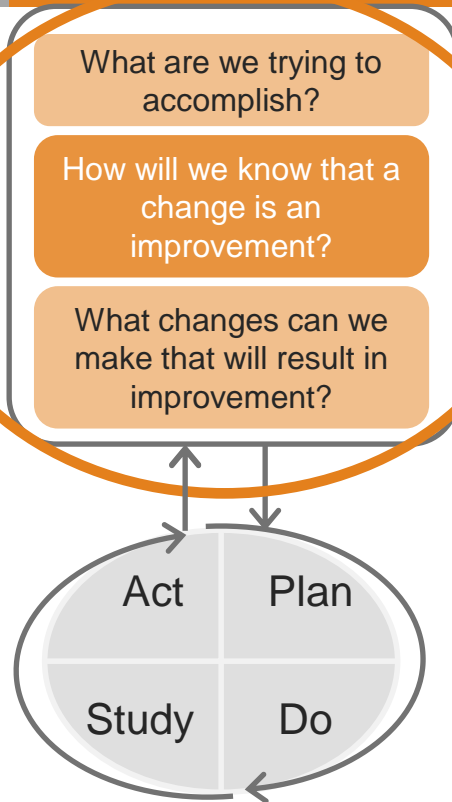 What are we trying to
accomplish?
How will we know that a
change is an
improvement?
What changes can we
make that will result in
improvement?
Act Plan
Study Do